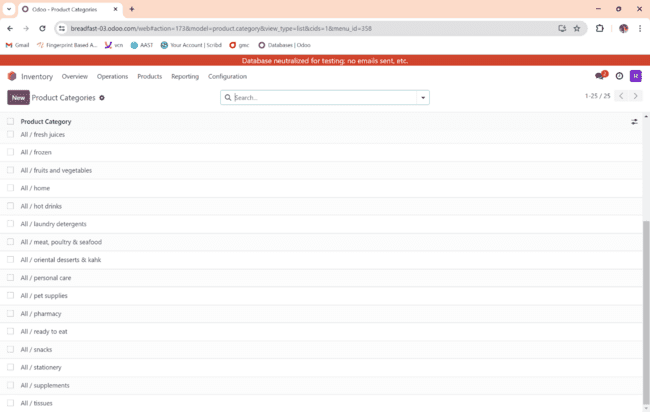 Odoo - Product Categories
breadfast-03.odoo.com/web#action=173&model=product.category&view_type=list&cids=1&menu_id=358
Gmail Fingerprint Based A... vcn AAST Your Account | Scribd gmc Databases | Odoo
Database neutralized for testing: no emails sent, etc.
Inventory Overview Operations Products Reporting Configuration 2 R
New Product Categories Search... 1-25 / 25
Product Category
All / fresh juices
All / frozen
All / fruits and vegetables
All / home
All / hot drinks
All / laundry detergents
All / meat, poultry & seafood
All / oriental desserts & kahk
All / personal care
All / pet supplies
All / pharmacy
All / ready to eat
All / snacks
All / stationery
All / supplements
All / tissues